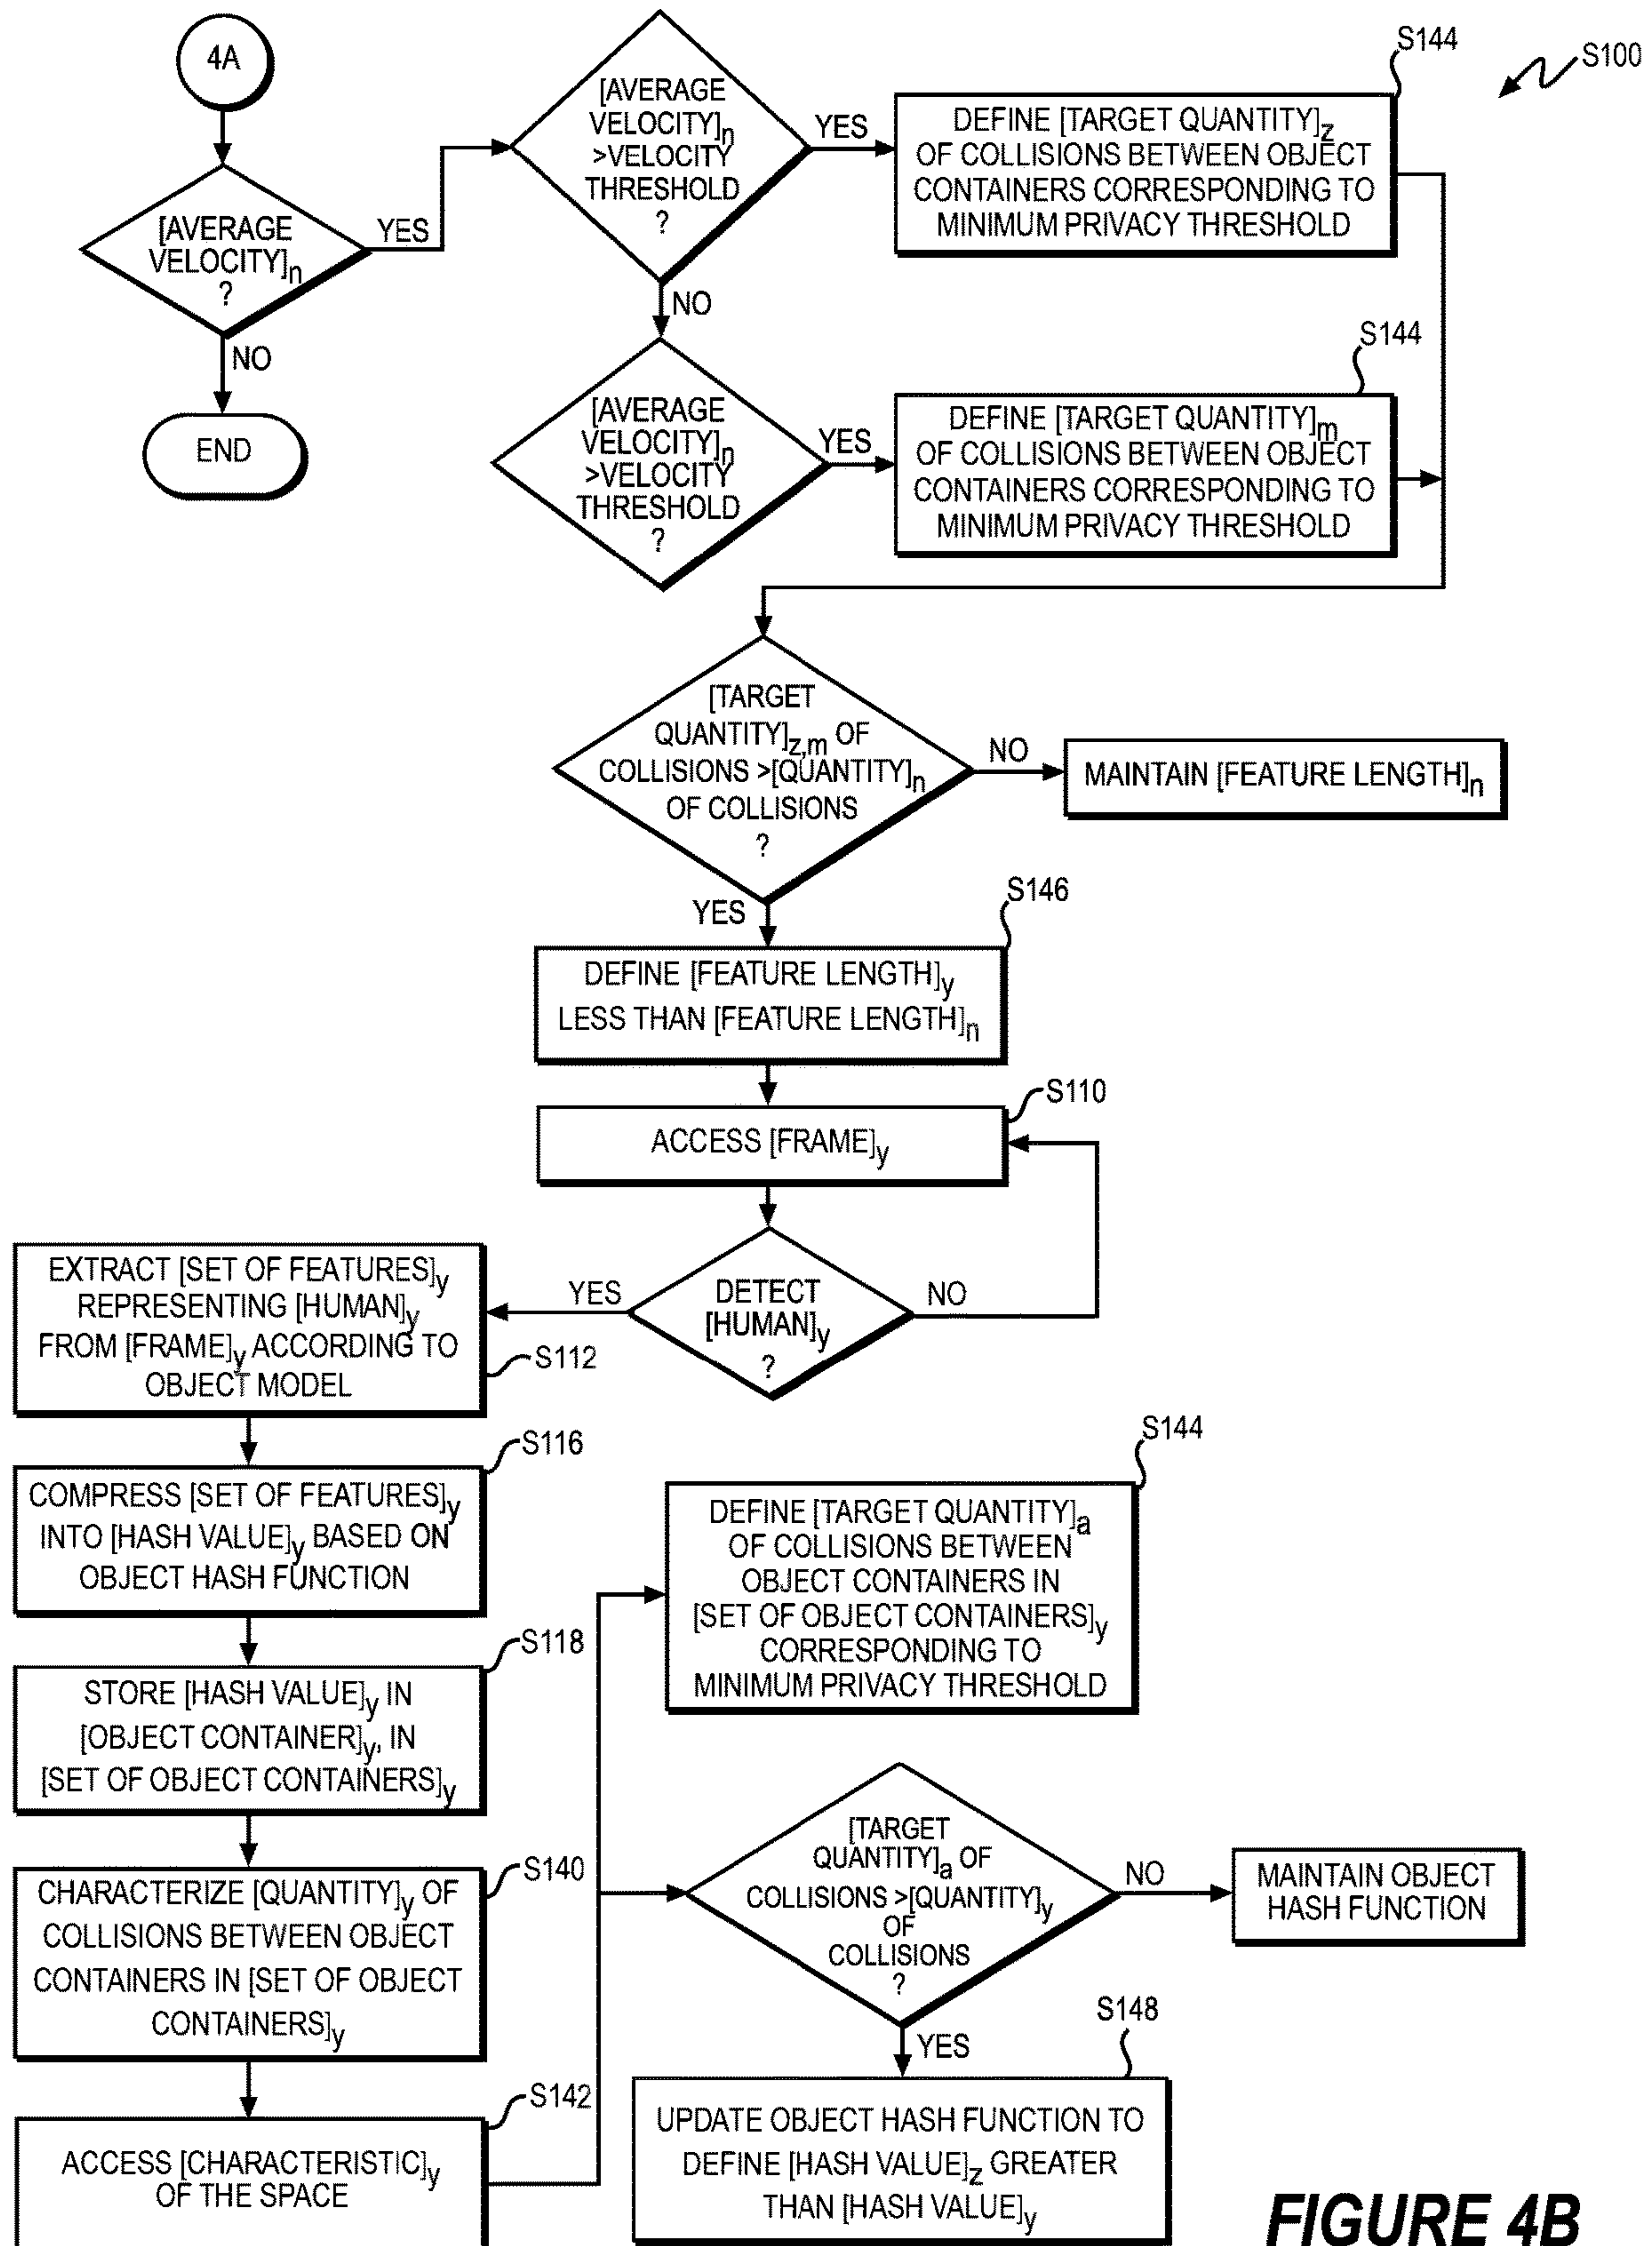 4A
[AVERAGE
VELOCITY]n
?
YES
NO
END
[AVERAGE
VELOCITY]n
>VELOCITY
THRESHOLD
?
YES
NO
S144
S100
DEFINE [TARGET QUANTITY]z
OF COLLISIONS BETWEEN OBJECT
CONTAINERS CORRESPONDING TO
MINIMUM PRIVACY THRESHOLD
[AVERAGE
VELOCITY]n
>VELOCITY
THRESHOLD
?
YES
S144
DEFINE [TARGET QUANTITY]m
OF COLLISIONS BETWEEN OBJECT
CONTAINERS CORRESPONDING TO
MINIMUM PRIVACY THRESHOLD
[TARGET
QUANTITY]z,m OF
COLLISIONS >[QUANTITY]n
OF COLLISIONS
?
NO
MAINTAIN [FEATURE LENGTH]n
YES
S146
DEFINE [FEATURE LENGTH]y
LESS THAN [FEATURE LENGTH]n
S110
ACCESS [FRAME]y
DETECT
[HUMAN]y
?
NO
YES
EXTRACT [SET OF FEATURES]y
REPRESENTING [HUMAN]y
FROM [FRAME]y ACCORDING TO
OBJECT MODEL
S112
S116
COMPRESS [SET OF FEATURES]y
INTO [HASH VALUE]y BASED ON
OBJECT HASH FUNCTION
S118
STORE [HASH VALUE]y IN
[OBJECT CONTAINER]y, IN
[SET OF OBJECT CONTAINERS]y
S140
CHARACTERIZE [QUANTITY]y OF
COLLISIONS BETWEEN OBJECT
CONTAINERS IN [SET OF OBJECT
CONTAINERS]y
S142
ACCESS [CHARACTERISTIC]y
OF THE SPACE
S144
DEFINE [TARGET QUANTITY]a
OF COLLISIONS BETWEEN
OBJECT CONTAINERS IN
[SET OF OBJECT CONTAINERS]y
CORRESPONDING TO
MINIMUM PRIVACY THRESHOLD
[TARGET
QUANTITY]a OF
COLLISIONS >[QUANTITY]y
OF
COLLISIONS
?
NO
MAINTAIN OBJECT
HASH FUNCTION
YES
S148
UPDATE OBJECT HASH FUNCTION TO
DEFINE [HASH VALUE]z GREATER
THAN [HASH VALUE]y
FIGURE 4B